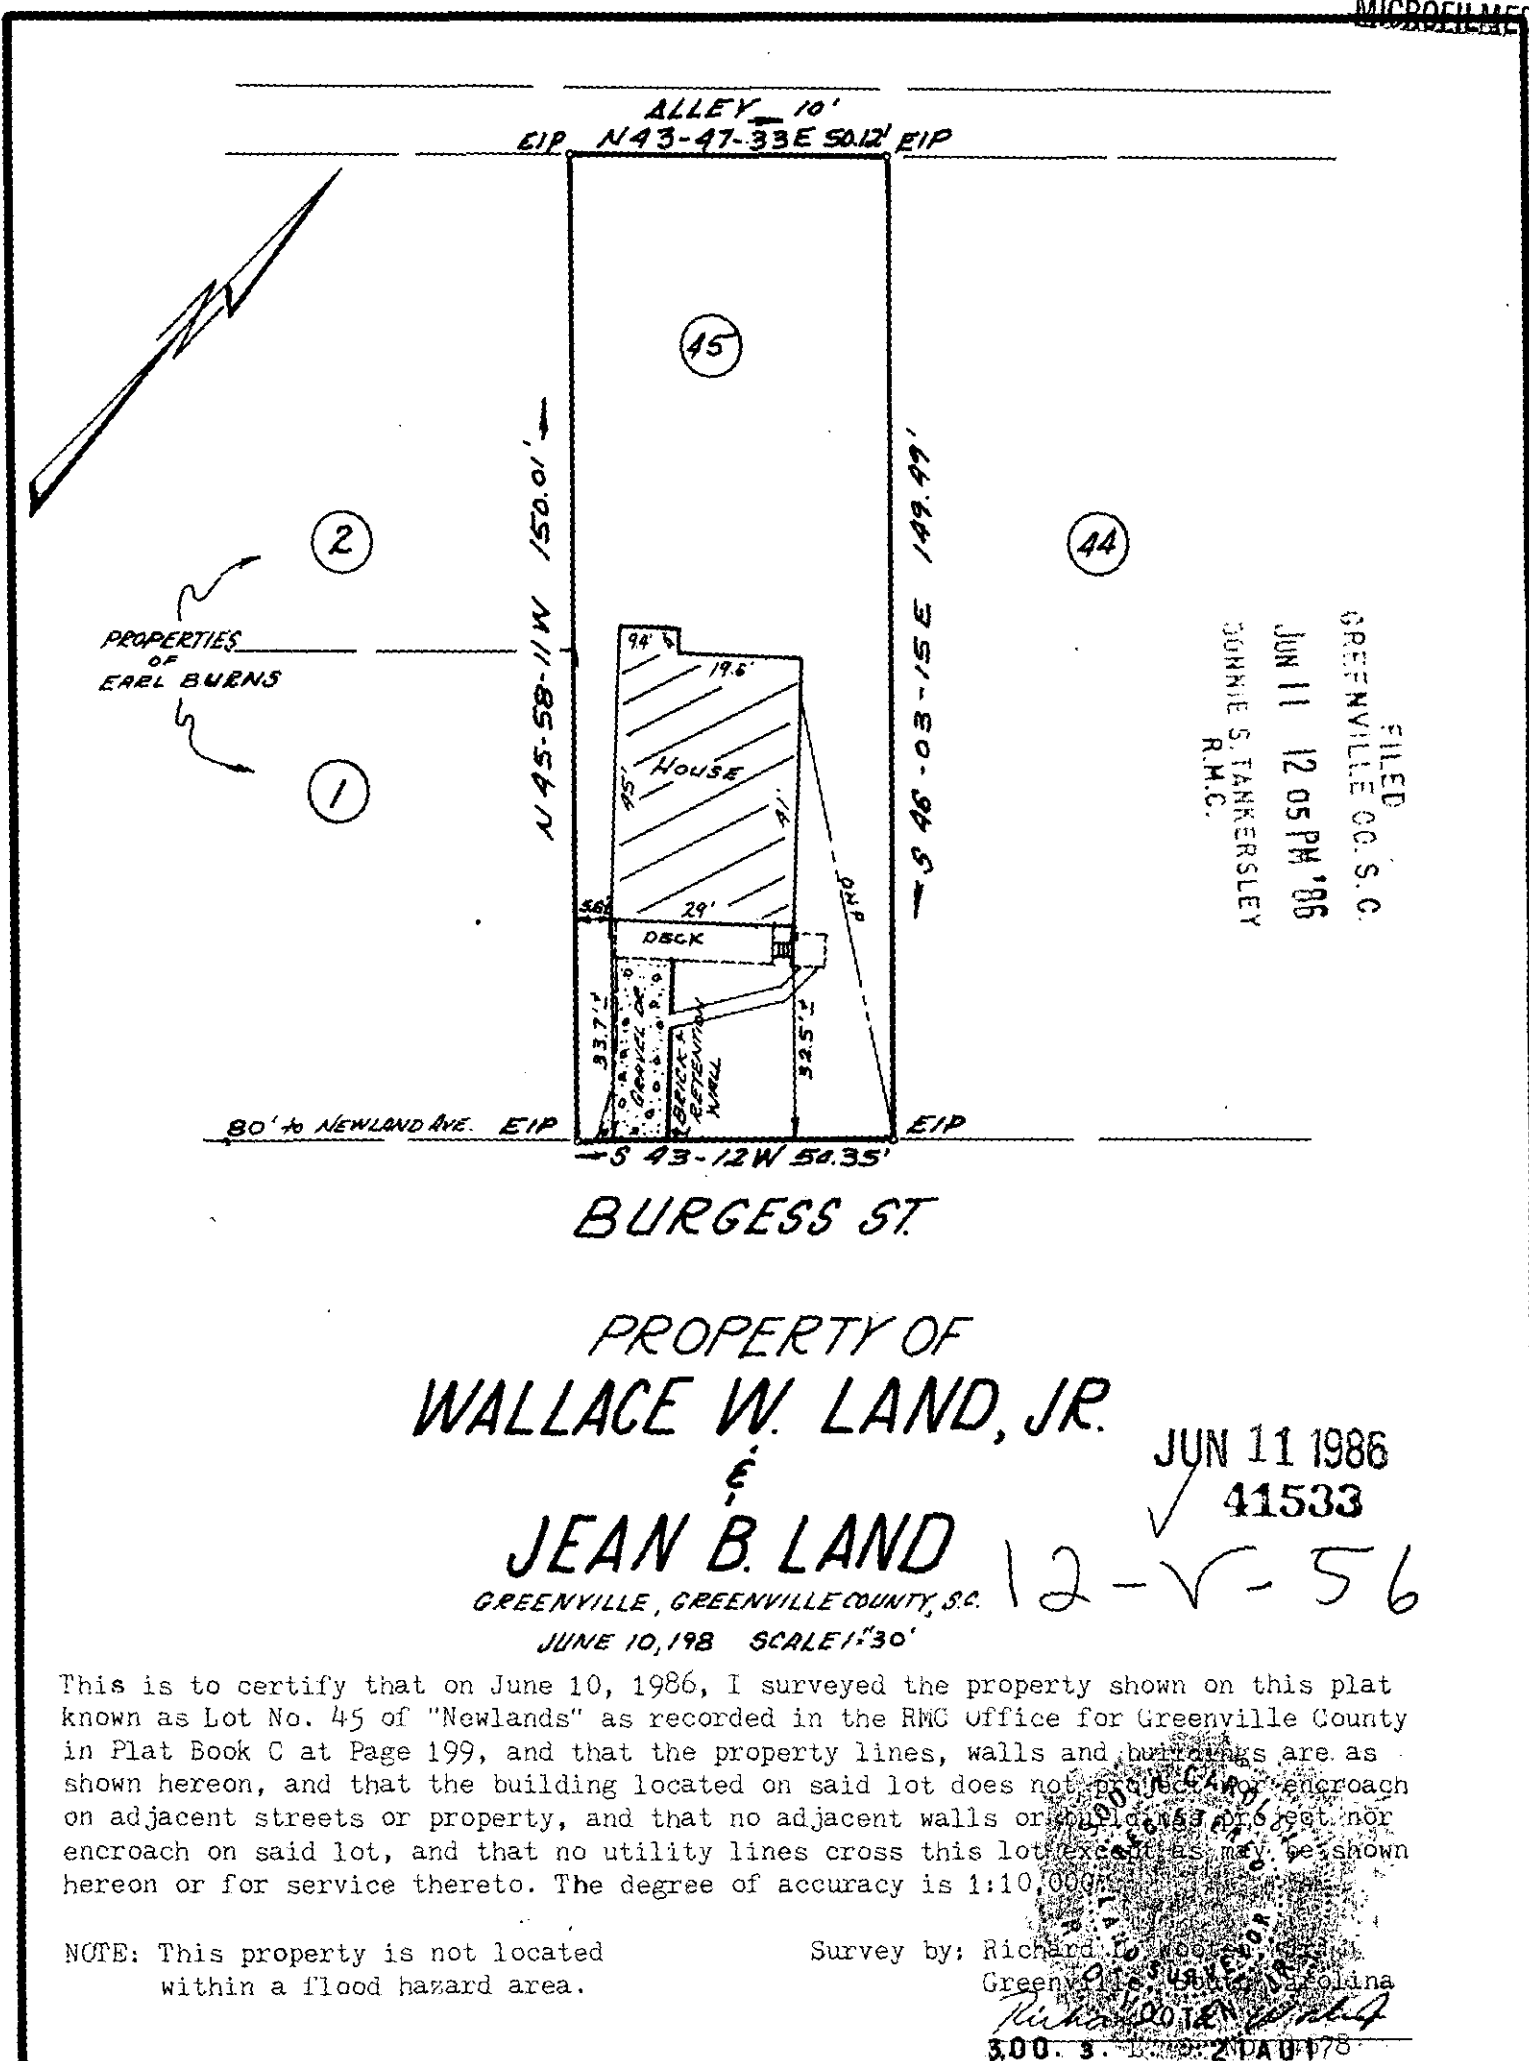 MICROFILMED
ALLEY 10'
EIP N43-47-33E 50.12' EIP
45
N 45-58-11 W 150.01'
S 46-03-15 E 149.49'
2
44
PROPERTIES
OF
EARL BURNS
1
9.4'
19.6'
HOUSE
45'
41'
5.6'
29'
DECK
OHP
33.7'±
GRAVEL DR
BRICK
RETENTION
WALL
32.5'±
FILED
GREENVILLE CO. S. C.
JUN 11 12 05 PM '86
DONNIE S. TANKERSLEY
R.M.C.
80' to NEWLAND AVE. EIP
EIP
S 43-12 W 50.35'
BURGESS ST.
PROPERTY OF
WALLACE W. LAND, JR.
&
JEAN B. LAND
JUN 11 1986
41533
12-V-56
GREENVILLE, GREENVILLE COUNTY, S.C.
JUNE 10, 198 SCALE 1"=30'
This is to certify that on June 10, 1986, I surveyed the property shown on this plat
known as Lot No. 45 of "Newlands" as recorded in the RMC Office for Greenville County
in Plat Book C at Page 199, and that the property lines, walls and buildings are as
shown hereon, and that the building located on said lot does not project nor encroach
on adjacent streets or property, and that no adjacent walls or buildings project nor
encroach on said lot, and that no utility lines cross this lot except as may be shown
hereon or for service thereto. The degree of accuracy is 1:10,000
NOTE: This property is not located
within a flood hazard area.
Survey by: Richard D. Wooten, Jr.
Greenville, South Carolina
300. 3. 21A01